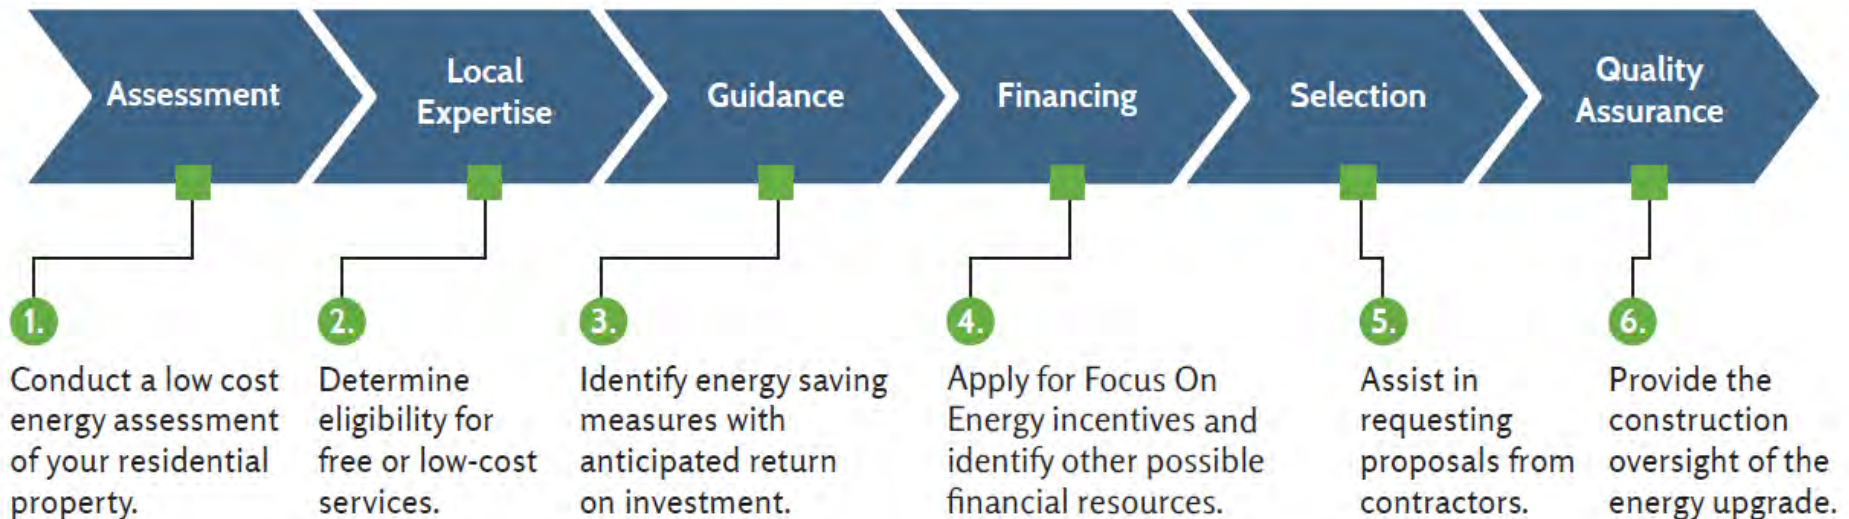 Assessment
Local
Expertise
Guidance
Financing
Selection
Quality
Assurance
1.
Conduct a low cost
energy assessment
of your residential
property.
2.
Determine
eligibility for
free or low-cost
services.
3.
Identify energy saving
measures with
anticipated return
on investment.
4.
Apply for Focus On
Energy incentives and
identify other possible
financial resources.
5.
Assist in
requesting
proposals from
contractors.
6.
Provide the
construction
oversight of the
energy upgrade.